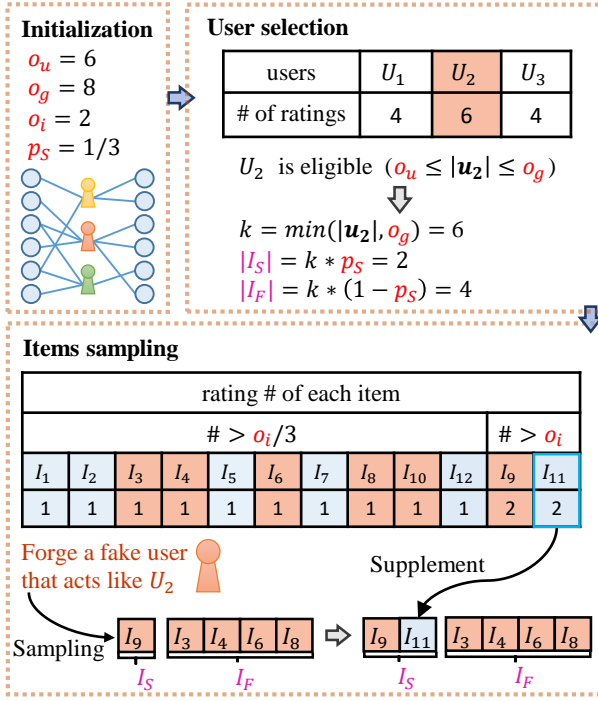 Initialization
o_u = 6
o_g = 8
o_i = 2
p_S = 1/3
User selection
users U_1 U_2 U_3
# of ratings 4 6 4
U_2 is eligible (o_u ≤ |u_2| ≤ o_g)
k = min(|u_2|, o_g) = 6
|I_S| = k * p_S = 2
|I_F| = k * (1 − p_S) = 4
Items sampling
rating # of each item
# > o_i/3 # > o_i
I_1 I_2 I_3 I_4 I_5 I_6 I_7 I_8 I_10 I_12 I_9 I_11
1 1 1 1 1 1 1 1 1 1 2 2
Forge a fake user
that acts like U_2
Supplement
Sampling
I_9 I_3 I_4 I_6 I_8 I_9 I_11 I_3 I_4 I_6 I_8
I_S I_F I_S I_F